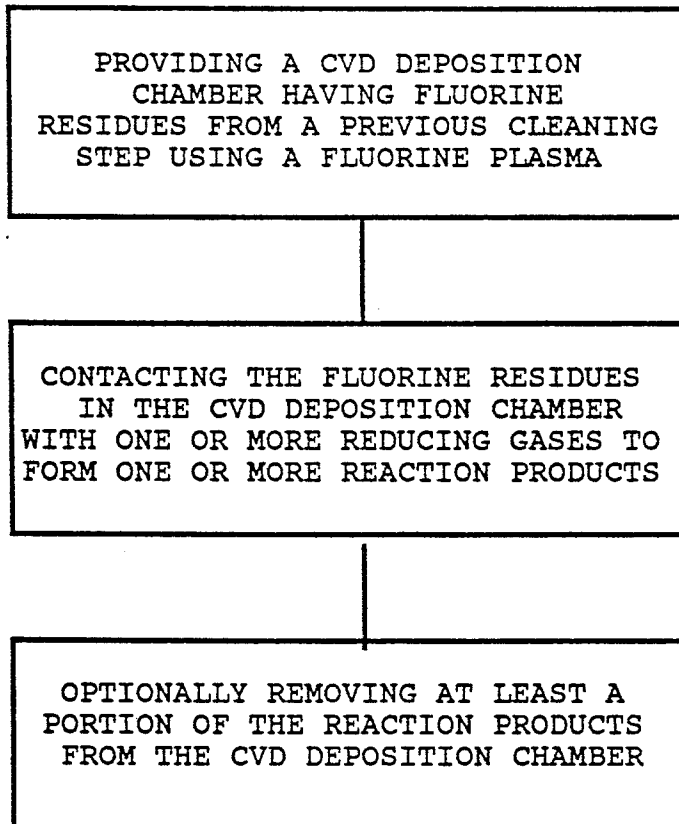 PROVIDING A CVD DEPOSITION
CHAMBER HAVING FLUORINE
RESIDUES FROM A PREVIOUS CLEANING
STEP USING A FLUORINE PLASMA
CONTACTING THE FLUORINE RESIDUES
IN THE CVD DEPOSITION CHAMBER
WITH ONE OR MORE REDUCING GASES TO
FORM ONE OR MORE REACTION PRODUCTS
OPTIONALLY REMOVING AT LEAST A
PORTION OF THE REACTION PRODUCTS
FROM THE CVD DEPOSITION CHAMBER